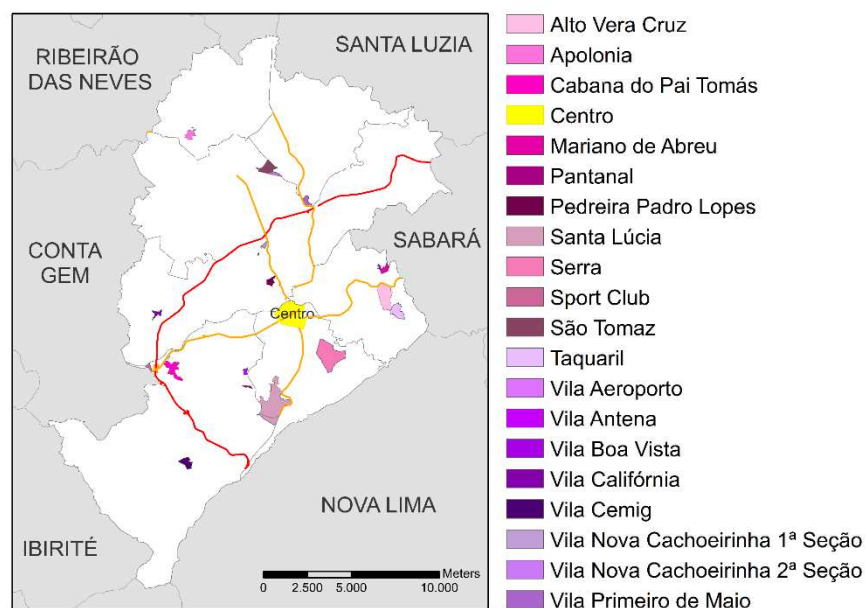 RIBEIRÃO
DAS NEVES
SANTA LUZIA
CONTA
GEM
SABARÁ
Centro
NOVA LIMA
IBIRITÉ
Meters
0 2.500 5.000 10.000
Alto Vera Cruz
Apolonia
Cabana do Pai Tomás
Centro
Mariano de Abreu
Pantanal
Pedreira Padro Lopes
Santa Lúcia
Serra
Sport Club
São Tomaz
Taquaril
Vila Aeroporto
Vila Antena
Vila Boa Vista
Vila Califórnia
Vila Cemig
Vila Nova Cachoeirinha 1ª Seção
Vila Nova Cachoeirinha 2ª Seção
Vila Primeiro de Maio